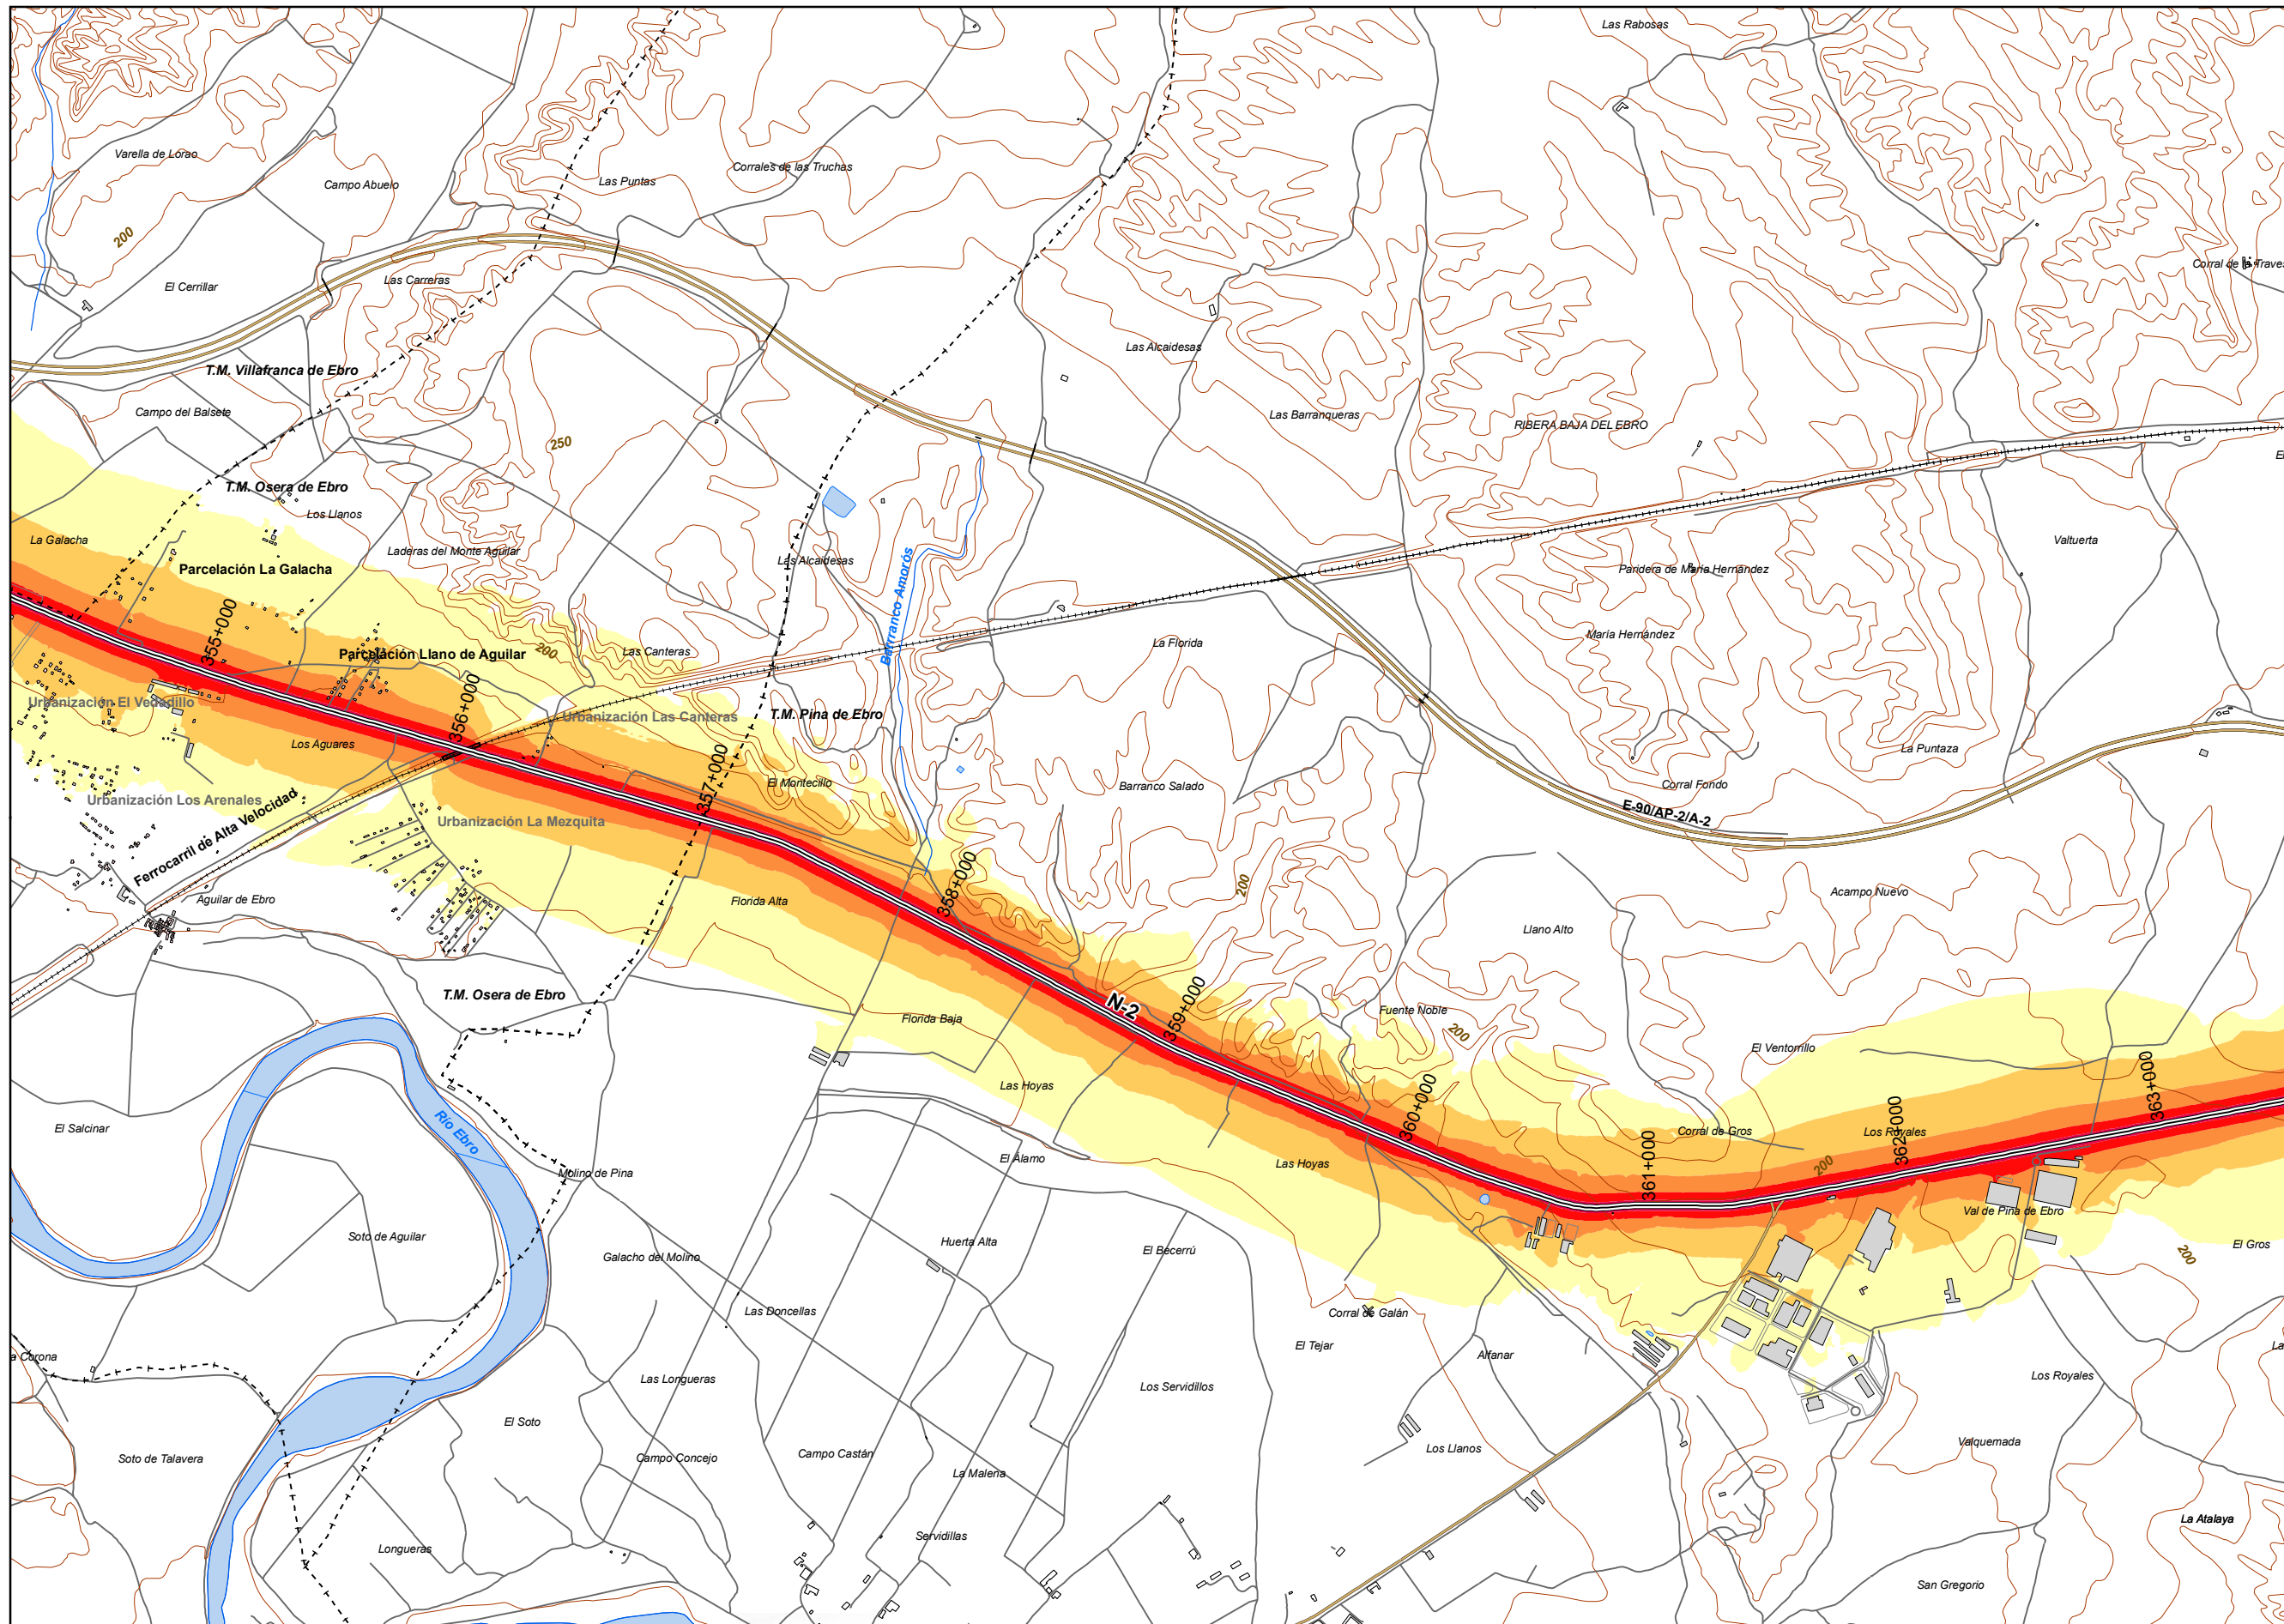 Las Rabosas
Varella de Lorao
Campo Abuelo
Las Puntas
Corrales de las Truchas
200
El Cerrillar
Las Carreras
Las Alcaidesas
T.M. Villafranca de Ebro
Campo del Balsete
250
Las Barranqueras
RIBERA BAJA DEL EBRO
T.M. Osera de Ebro
Los Llanos
La Galacha
Laderas del Monte Aguilar
Las Alcaidesas
Barranco Amorós
Valtuerta
Parcelación La Galacha
Paridera de María Hernández
355+000
Parcelación Llano de Aguilar
200
Las Canteras
La Florida
María Hernández
Urbanización El Vedadillo
356+000
Urbanización Las Canteras
T.M. Pina de Ebro
Los Aguares
La Puntaza
357+000
El Montecillo
Barranco Salado
Corral Fondo
Urbanización Los Arenales
Urbanización La Mezquita
E-90/AP-2/A-2
Ferrocarril de Alta Velocidad
358+000
200
Aguilar de Ebro
Florida Alta
Acampo Nuevo
Llano Alto
T.M. Osera de Ebro
N-2
359+000
Florida Baja
Fuente Noble
200
El Ventorrillo
Las Hoyas
360+000
363+000
El Salcinar
Río Ebro
361+000
Corral de Gros
Los Royales
362+000
El Álamo
Las Hoyas
200
Molino de Pina
Val de Pina de Ebro
Soto de Aguilar
Galacho del Molino
Huerta Alta
El Becerrú
El Gros
200
Las Doncellas
Corral de Galán
El Tejar
Alfanar
a Corona
Las Longueras
Los Servidillos
Los Royales
El Soto
Soto de Talavera
Campo Concejo
Campo Castán
La Malena
Los Llanos
Valquemada
La Atalaya
Longueras
Servidillas
San Gregorio